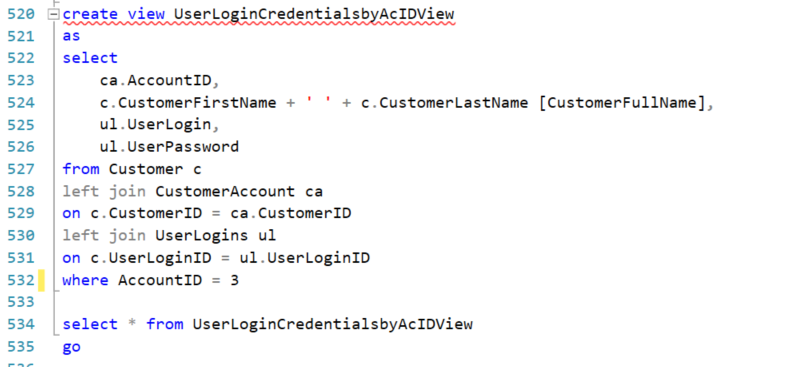 520 create view UserLoginCredentialsbyAcIDView
521 as
522 select
523 ca.AccountID,
524 c.CustomerFirstName + ' ' + c.CustomerLastName [CustomerFullName],
525 ul.UserLogin,
526 ul.UserPassword
527 from Customer c
528 left join CustomerAccount ca
529 on c.CustomerID = ca.CustomerID
530 left join UserLogins ul
531 on c.UserLoginID = ul.UserLoginID
532 where AccountID = 3
533
534 select * from UserLoginCredentialsbyAcIDView
535 go